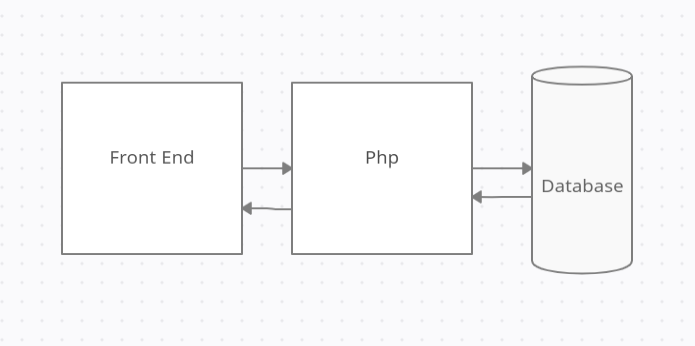 Front End
Php
Database